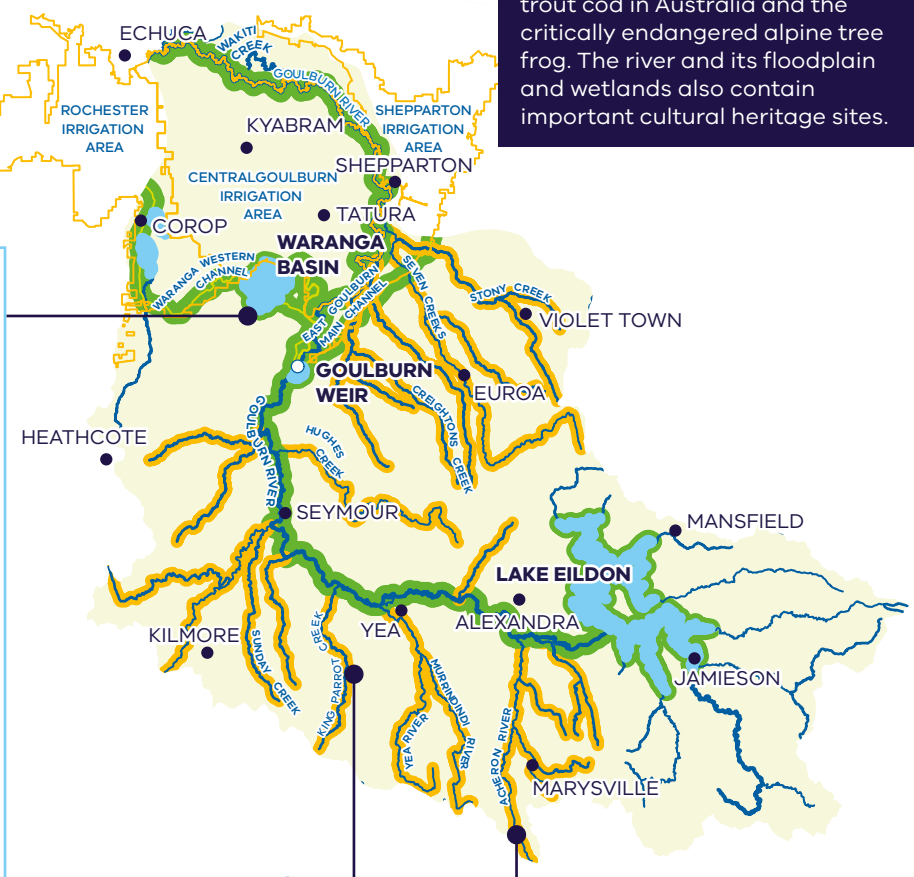 trout cod in Australia and the
critically endangered alpine tree
frog. The river and its floodplain
and wetlands also contain
important cultural heritage sites.
ECHUCA
WAKITI
CREEK
GOULBURN RIVER
ROCHESTER
IRRIGATION
AREA
SHEPPARTON
IRRIGATION
AREA
KYABRAM
SHEPPARTON
CENTRALGOULBURN
IRRIGATION
AREA
TATURA
COROP
WARANGA
BASIN
WARANGA WESTERN
CHANNEL
EAST GOULBURN
MAIN CHANNEL
SEVEN CREEKS
STONY CREEK
VIOLET TOWN
GOULBURN
WEIR
EUROA
CREIGHTONS CREEK
GOULBURN RIVER
HEATHCOTE
HUGHES
CREEK
SEYMOUR
MANSFIELD
LAKE EILDON
ALEXANDRA
YEA
KILMORE
SUNDAY CREEK
KING PARROT CREEK
YEA RIVER
MURRINDINDI RIVER
ACHERON RIVER
JAMIESON
MARYSVILLE